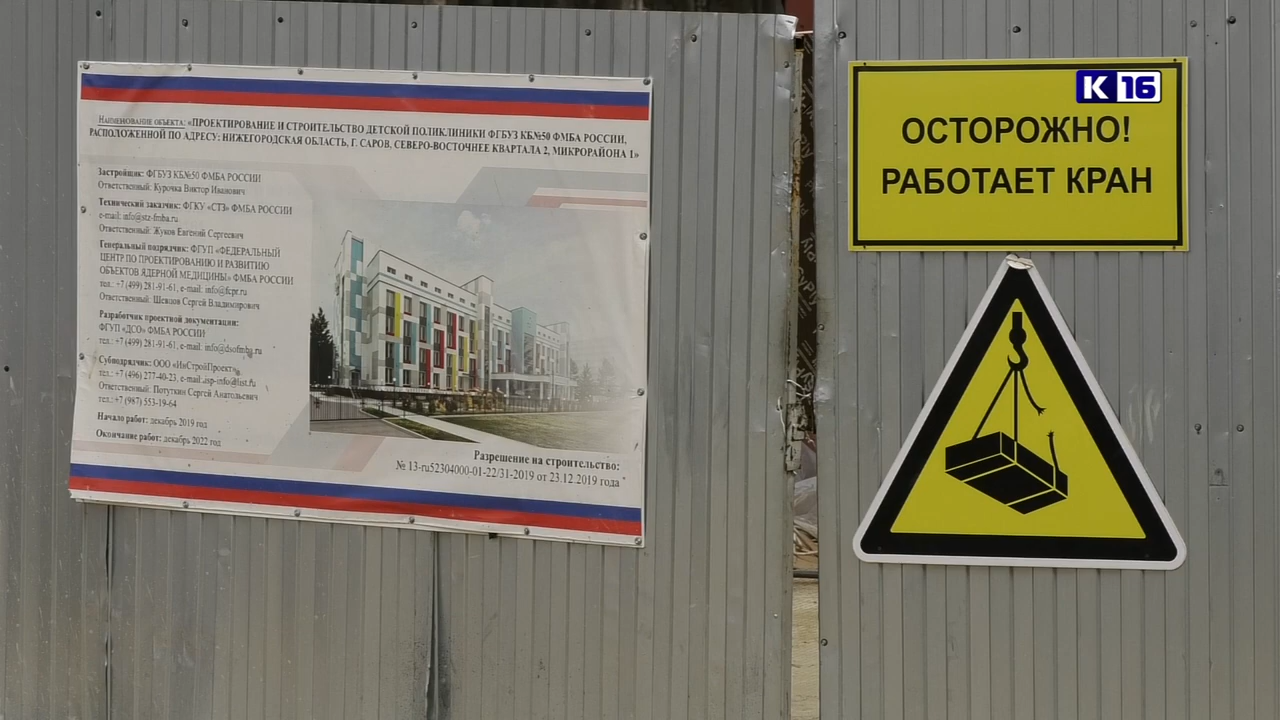 Наименование объекта: «ПРОЕКТИРОВАНИЕ И СТРОИТЕЛЬСТВО ДЕТСКОЙ ПОЛИКЛИНИКИ ФГБУЗ КБ№50 ФМБА РОССИИ,
РАСПОЛОЖЕННОЙ ПО АДРЕСУ: НИЖЕГОРОДСКАЯ ОБЛАСТЬ, Г. САРОВ, СЕВЕРО-ВОСТОЧНЕЕ КВАРТАЛА 2, МИКРОРАЙОНА 1»
Застройщик: ФГБУЗ КБ№50 ФМБА РОССИИ
Ответственный: Курочка Виктор Иванович
Технический заказчик: ФГКУ «СТЗ» ФМБА РОССИИ
e-mail: info@stz-fmba.ru
Ответственный: Жуков Евгений Сергеевич
Генеральный подрядчик: ФГУП «ФЕДЕРАЛЬНЫЙ
ЦЕНТР ПО ПРОЕКТИРОВАНИЮ И РАЗВИТИЮ
ОБЪЕКТОВ ЯДЕРНОЙ МЕДИЦИНЫ» ФМБА РОССИИ
тел.: +7 (499) 281-91-61, e-mail: info@fcpr.ru
Ответственный: Швецов Сергей Владимирович
Разработчик проектной документации:
ФГУП «ДСО» ФМБА РОССИИ
тел.: +7 (499) 281-91-61, e-mail: info@dsofmba.ru
Субподрядчик: ООО «ИнСтройПроект»
тел.: +7 (496) 277-40-23, e-mail: isp-info@list.ru
Ответственный: Потуткин Сергей Анатольевич
тел.: +7 (987) 553-19-64
Начало работ: декабрь 2019 год
Окончание работ: декабрь 2022 год
Разрешение на строительство:
№ 13-ru52304000-01-22/31-2019 от 23.12.2019 года
К 16
ОСТОРОЖНО!
РАБОТАЕТ КРАН